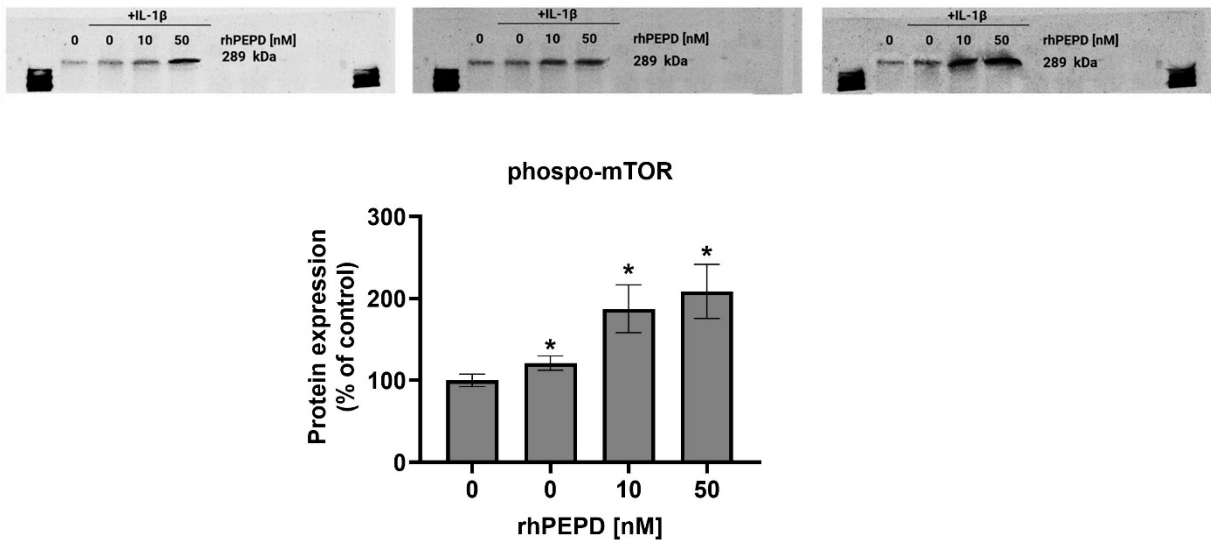 +IL-1β
0 0 10 50 rhPEPD [nM]
289 kDa
+IL-1β
0 0 10 50 rhPEPD [nM]
289 kDa
+IL-1β
0 0 10 50 rhPEPD [nM]
289 kDa
phospo-mTOR
Protein expression
(% of control)
300
200
100
0
* * *
0 0 10 50
rhPEPD [nM]